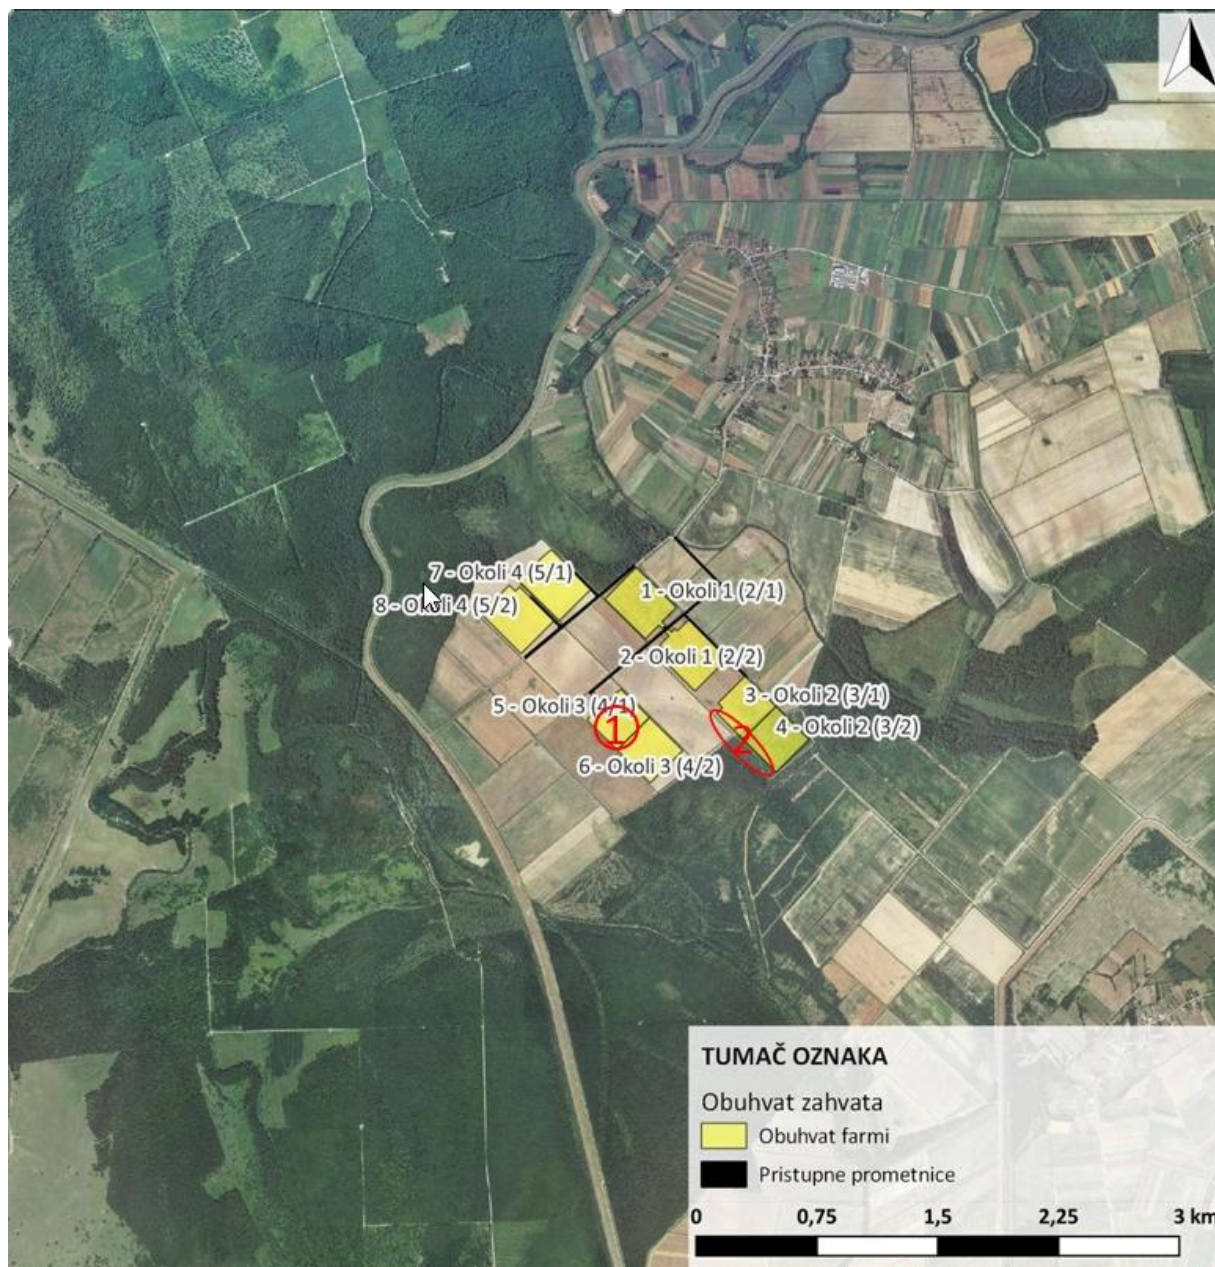 7 - Okoli 4 (5/1)
1 - Okoli 1 (2/1)
8 - Okoli 4 (5/2)
2 - Okoli 1 (2/2)
3 - Okoli 2 (3/1)
5 - Okoli 3 (4/1)
4 - Okoli 2 (3/2)
1
2
6 - Okoli 3 (4/2)
TUMAČ OZNAKA
Obuhvat zahvata
Obuhvat farmi
Pristupne prometnice
0 0,75 1,5 2,25 3 km